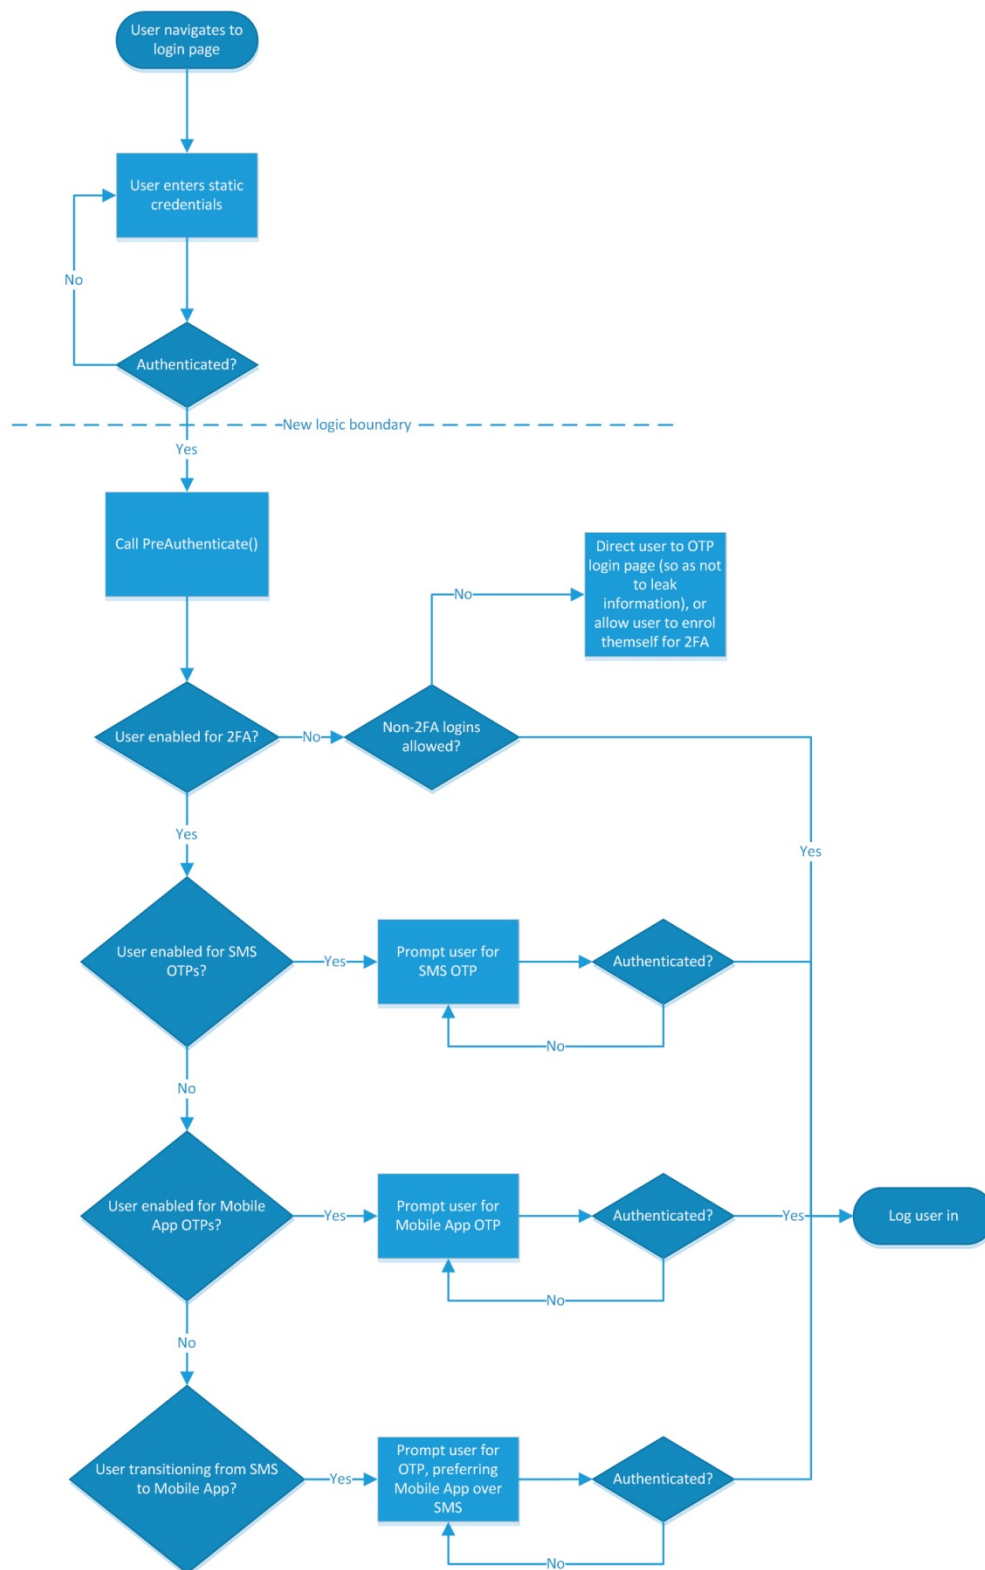 User navigates to
login page
User enters static
credentials
No
Authenticated?
New logic boundary
Yes
Call PreAuthenticate()
Direct user to OTP
login page (so as not
to leak
information), or
allow user to enrol
themself for 2FA
No
User enabled for 2FA?
No
Non-2FA logins
allowed?
Yes
Yes
User enabled for SMS
OTPs?
Yes
Prompt user for
SMS OTP
Authenticated?
No
No
User enabled for Mobile
App OTPs?
Yes
Prompt user for
Mobile App OTP
Authenticated?
Yes
Log user in
No
No
User transitioning from SMS
to Mobile App?
Yes
Prompt user for
OTP, preferring
Mobile App over
SMS
Authenticated?
No